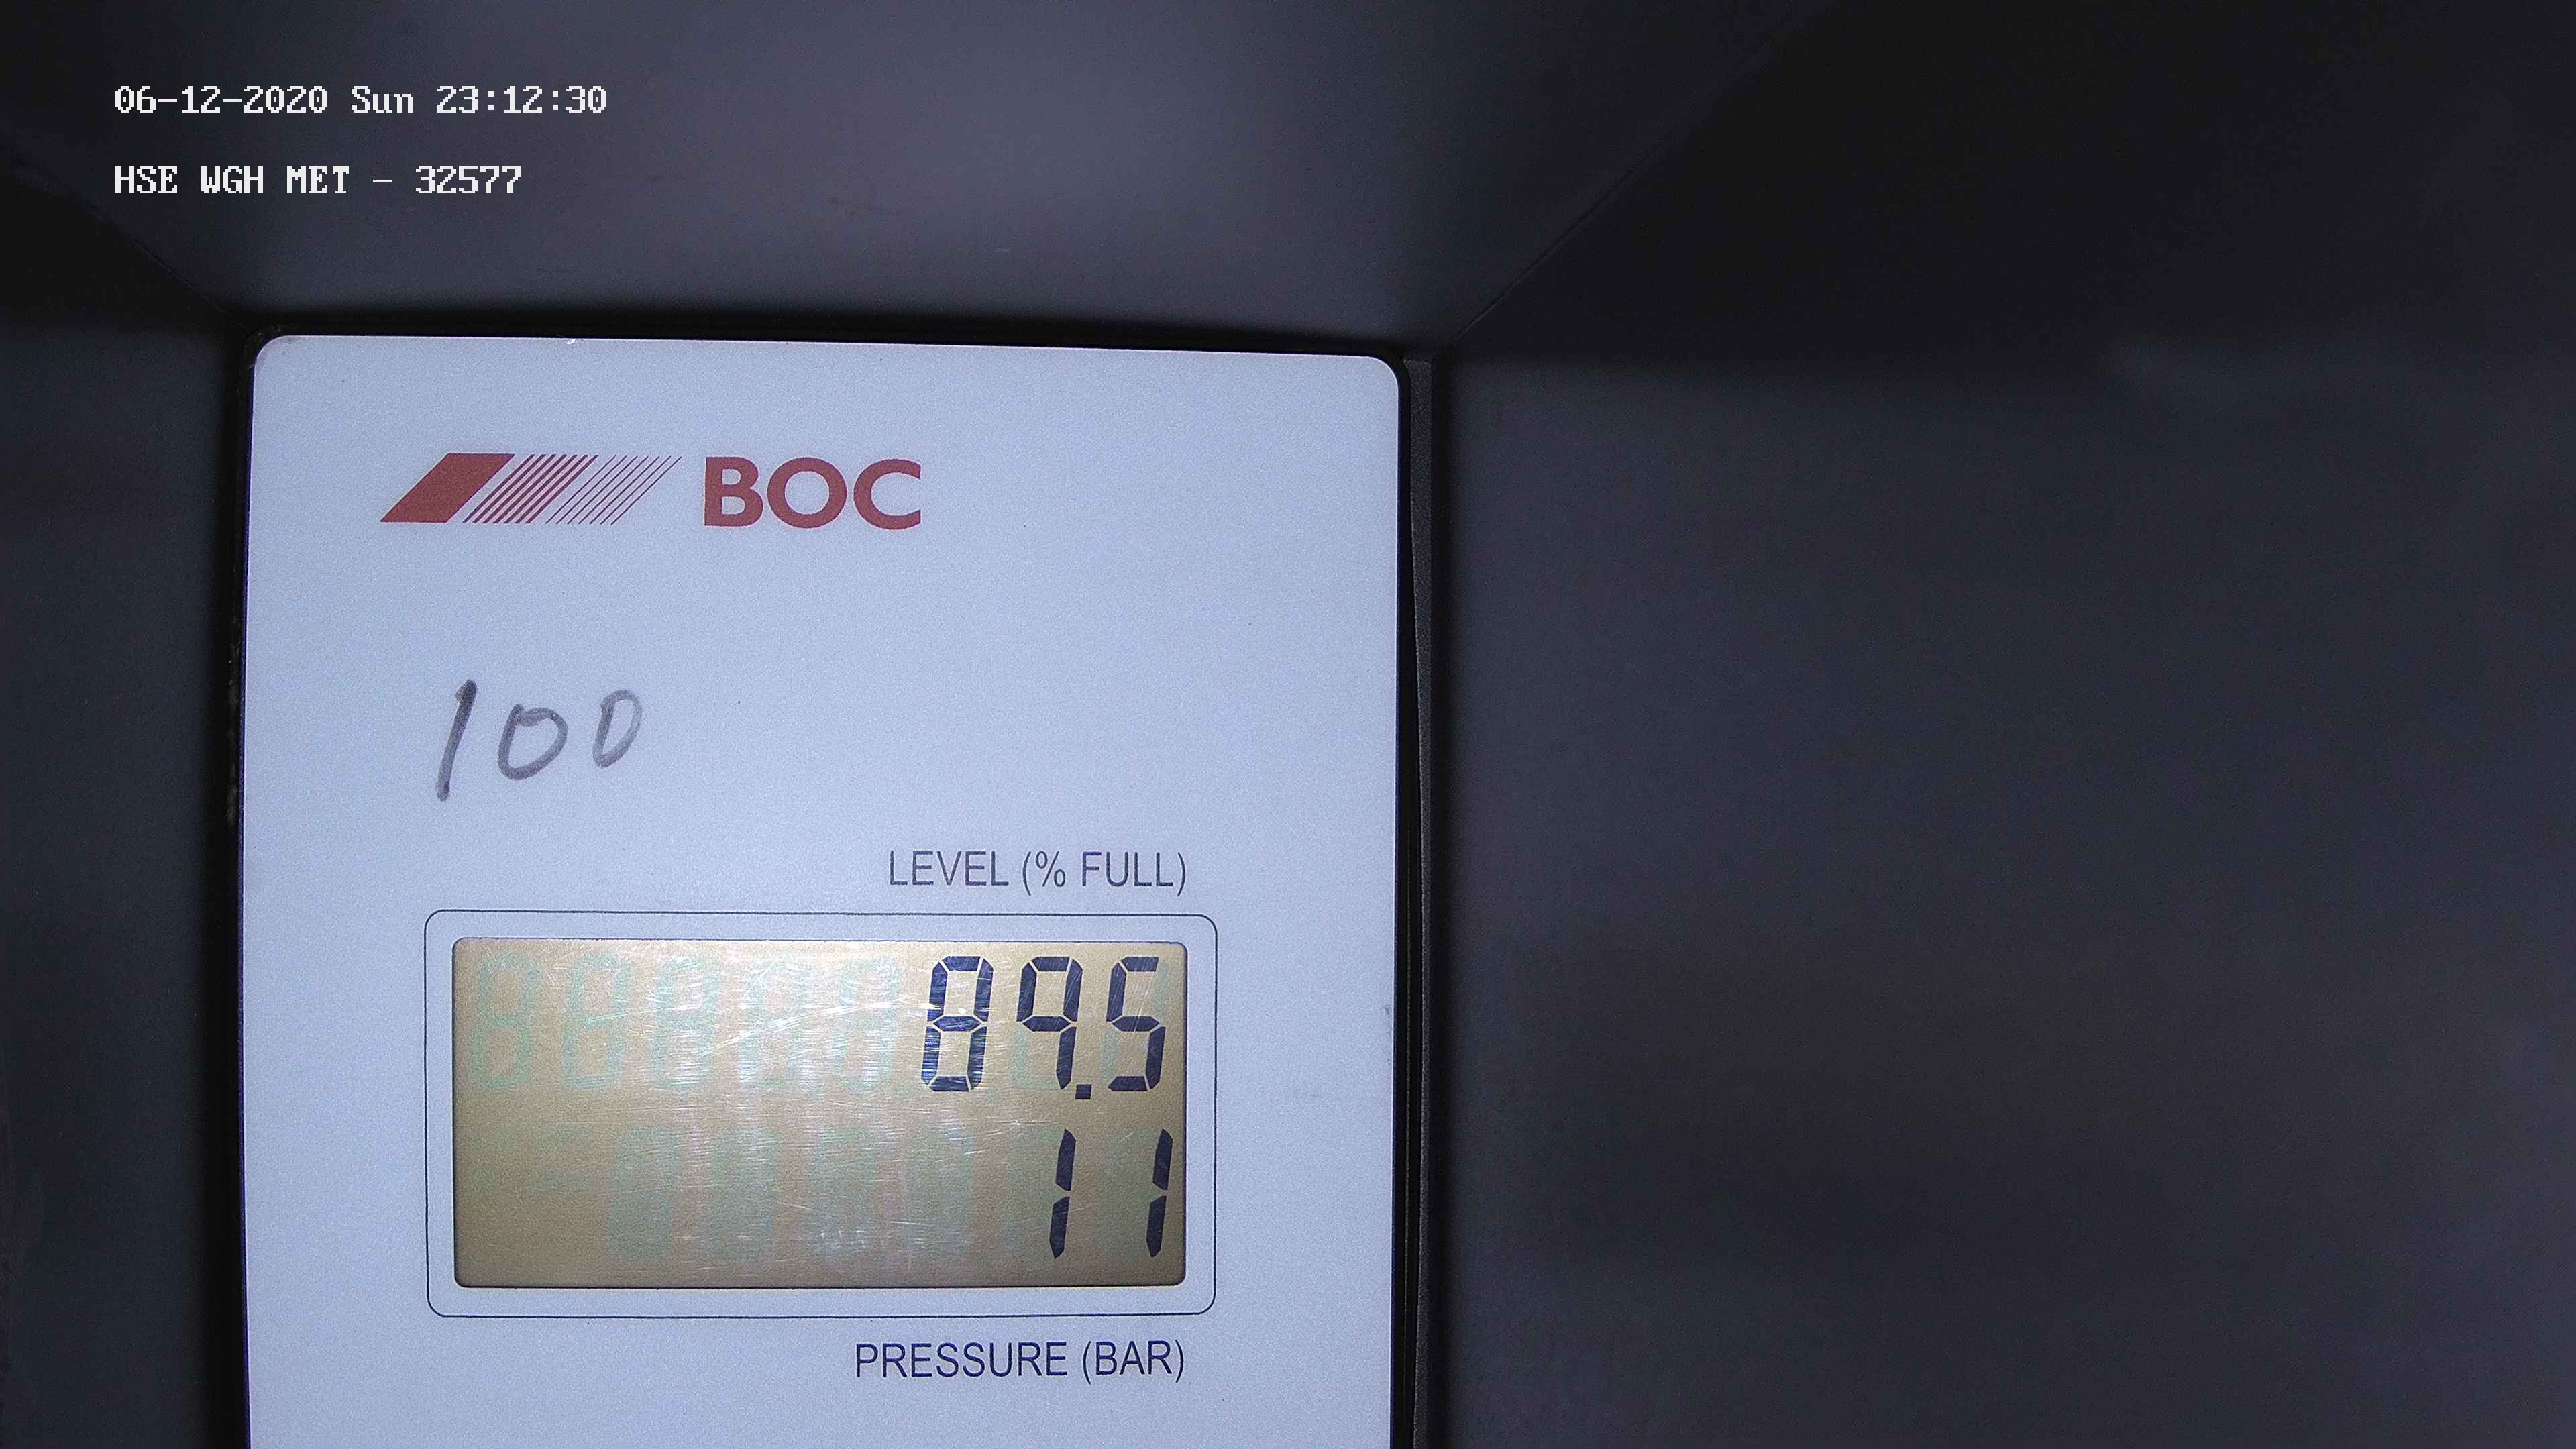 06-12-2020 Sun 23:12:30
HSE WGH MET - 32577
BOC
100
LEVEL (% FULL)
89.5
11
PRESSURE (BAR)